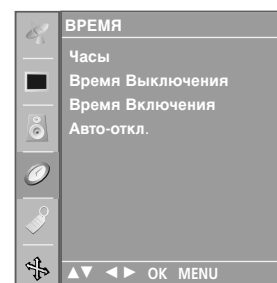 ВРЕМЯ
Часы
Время Выключения
Время Включения
Авто-откл.
▲▼ ◄► OK MENU